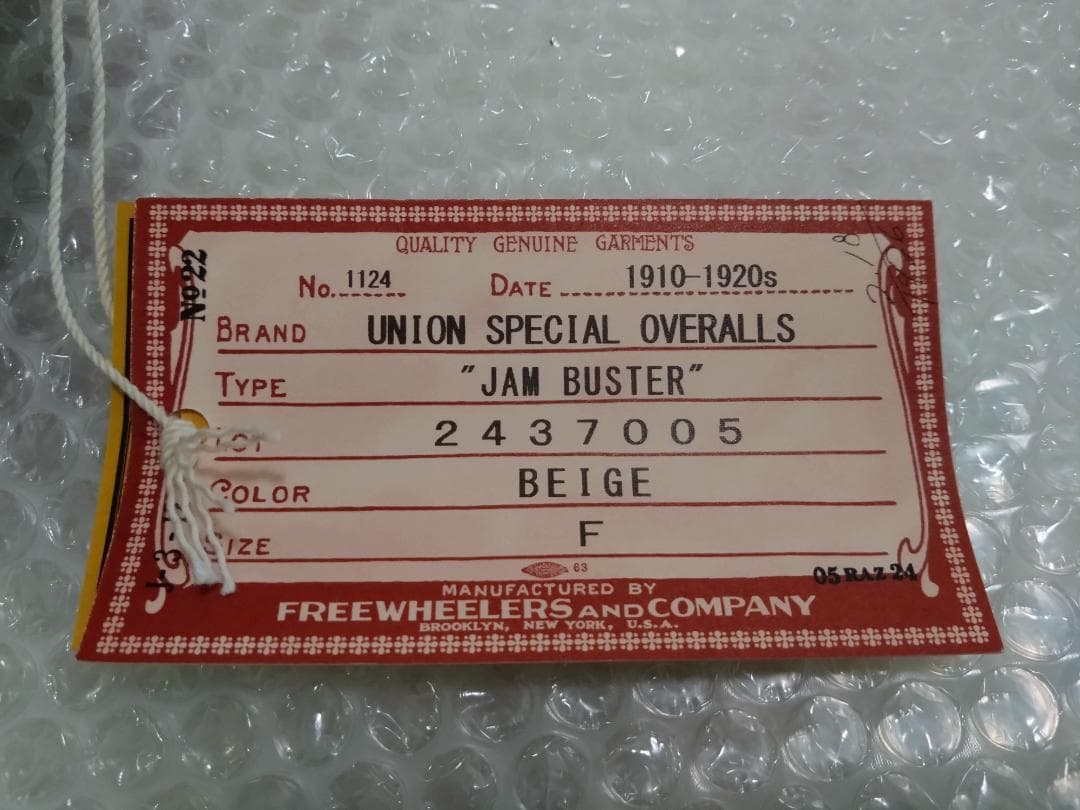 QUALITY GENUINE GARMENTS
No. 1124 DATE 1910-1920s
BRAND UNION SPECIAL OVERALLS
TYPE "JAM BUSTER"
LOT 2437005
COLOR BEIGE
SIZE F
63
MANUFACTURED BY
FREEWHEELERS AND COMPANY
BROOKLYN, NEW YORK, U.S.A.
No 22
05 RAZ 24